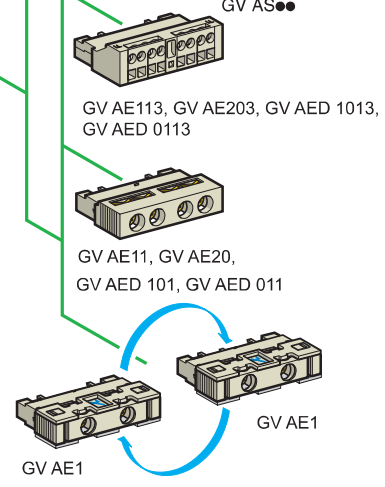 GV AS●●
GV AE113, GV AE203, GV AED 1013,
GV AED 0113
GV AE11, GV AE20,
GV AED 101, GV AED 011
GV AE1
GV AE1